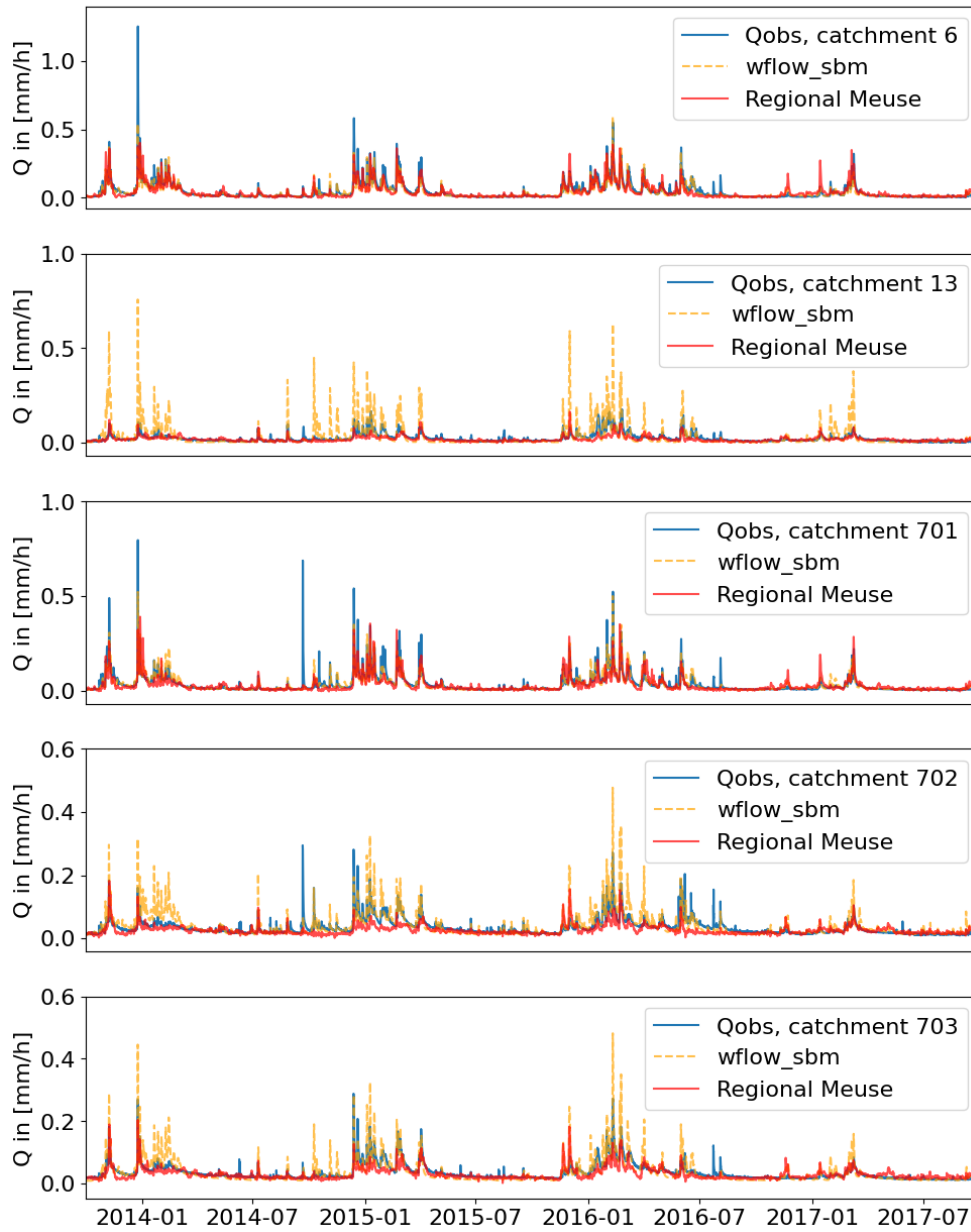 Q in [mm/h]
1.0
0.5
0.0
Qobs, catchment 6
wflow_sbm
Regional Meuse
Q in [mm/h]
1.0
0.5
0.0
Qobs, catchment 13
wflow_sbm
Regional Meuse
Q in [mm/h]
1.0
0.5
0.0
Qobs, catchment 701
wflow_sbm
Regional Meuse
Q in [mm/h]
0.6
0.4
0.2
0.0
Qobs, catchment 702
wflow_sbm
Regional Meuse
Q in [mm/h]
0.6
0.4
0.2
0.0
Qobs, catchment 703
wflow_sbm
Regional Meuse
2014-01 2014-07 2015-01 2015-07 2016-01 2016-07 2017-01 2017-07